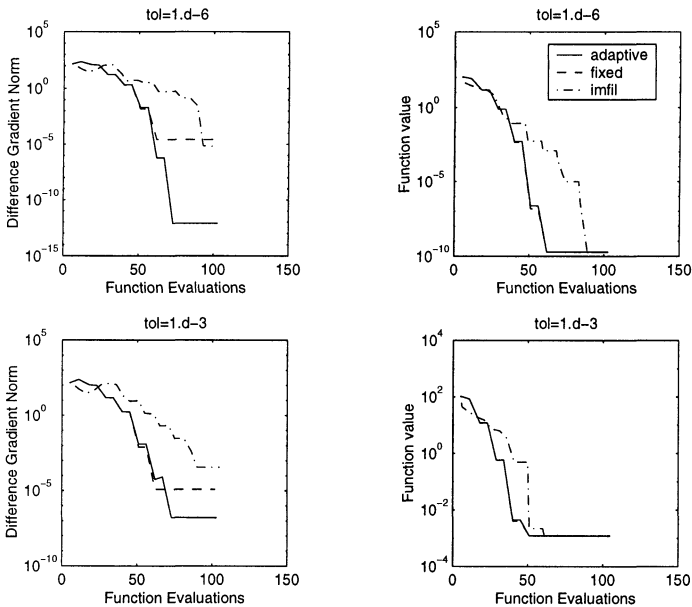 tol=1.d−6
10^5
10^0
10^−5
10^−10
10^−15
Difference Gradient Norm
0
50
100
150
Function Evaluations
tol=1.d−6
adaptive
fixed
imfil
10^5
10^0
10^−5
10^−10
Function value
0
50
100
150
Function Evaluations
tol=1.d−3
10^5
10^0
10^−5
10^−10
Difference Gradient Norm
0
50
100
150
Function Evaluations
tol=1.d−3
10^4
10^2
10^0
10^−2
10^−4
Function value
0
50
100
150
Function Evaluations